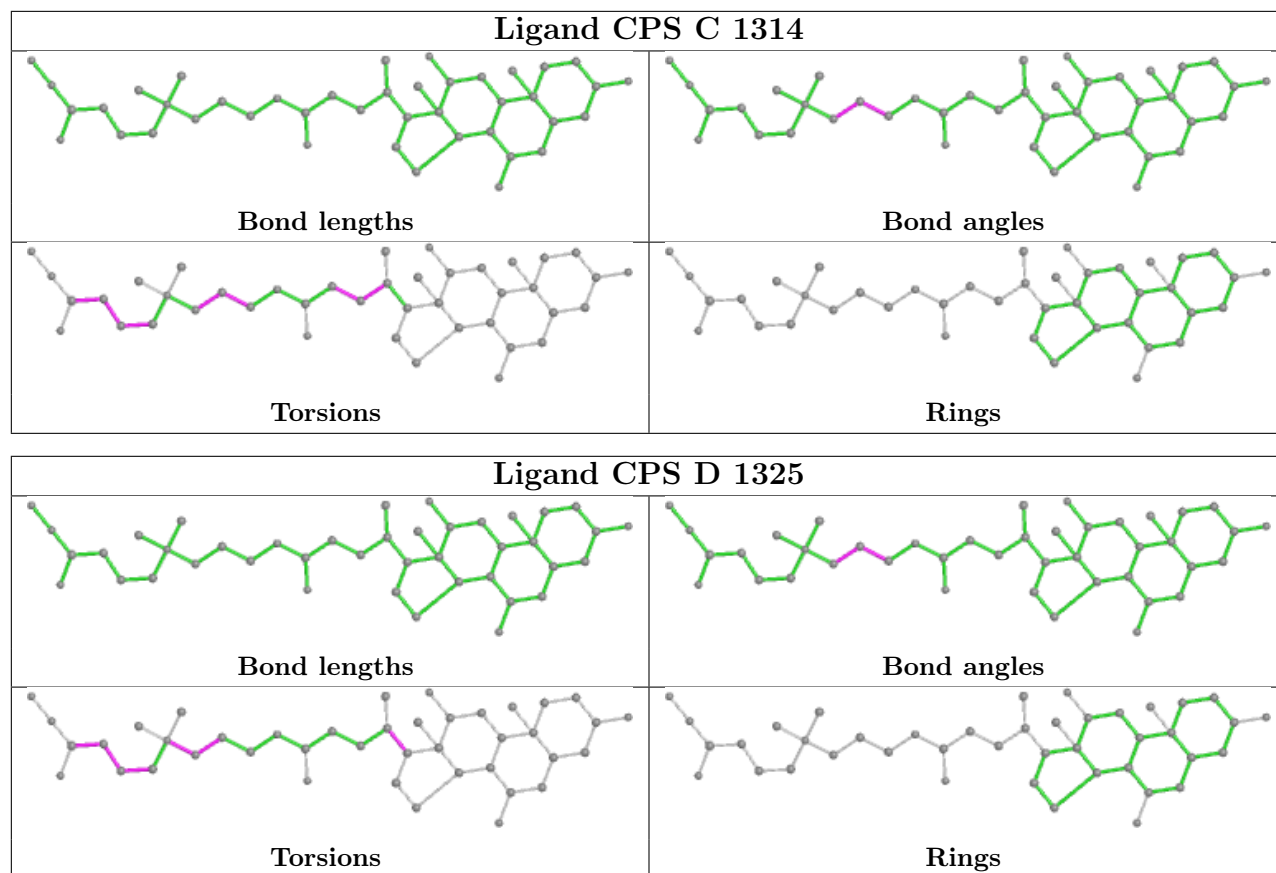 Ligand CPS C 1314
Bond lengths
Bond angles
Torsions
Rings
Ligand CPS D 1325
Bond lengths
Bond angles
Torsions
Rings